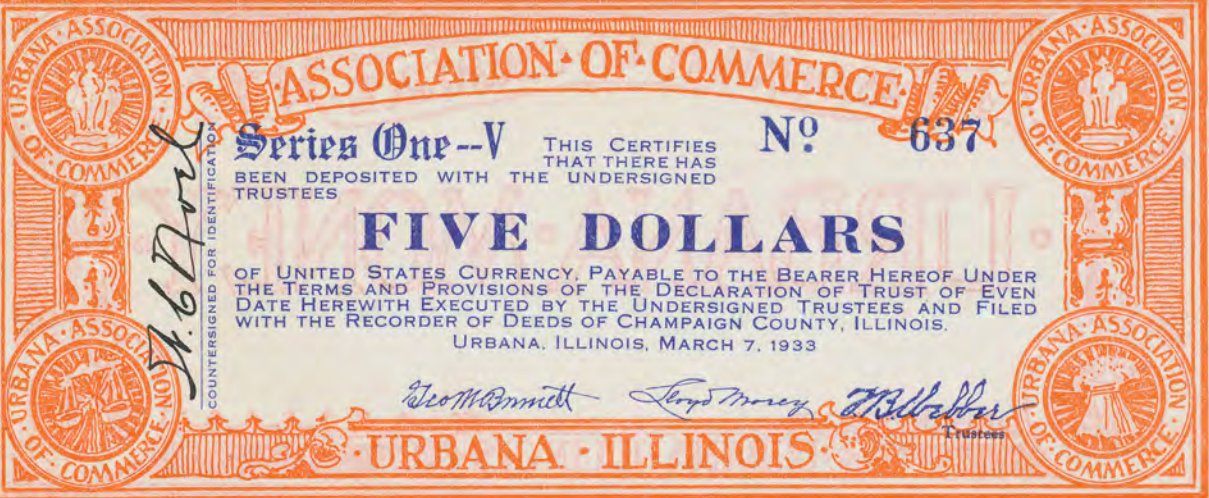 ASSOCIATION · OF · COMMERCE
URBANA · ASSOCIATION · OF · COMMERCE ·
URBANA · ASSOCIATION · OF · COMMERCE ·
Series One--V
THIS CERTIFIES
THAT THERE HAS
Nº 637
BEEN DEPOSITED WITH THE UNDERSIGNED
TRUSTEES
FIVE DOLLARS
OF UNITED STATES CURRENCY, PAYABLE TO THE BEARER HEREOF UNDER
THE TERMS AND PROVISIONS OF THE DECLARATION OF TRUST OF EVEN
DATE HEREWITH EXECUTED BY THE UNDERSIGNED TRUSTEES AND FILED
WITH THE RECORDER OF DEEDS OF CHAMPAIGN COUNTY, ILLINOIS.
URBANA, ILLINOIS, MARCH 7, 1933
COUNTERSIGNED FOR IDENTIFICATION
Geo M Bennett
Lloyd Morey
Trustees
URBANA · ASSOCIATION · OF · COMMERCE ·
URBANA · ASSOCIATION · OF · COMMERCE ·
· URBANA · ILLINOIS ·